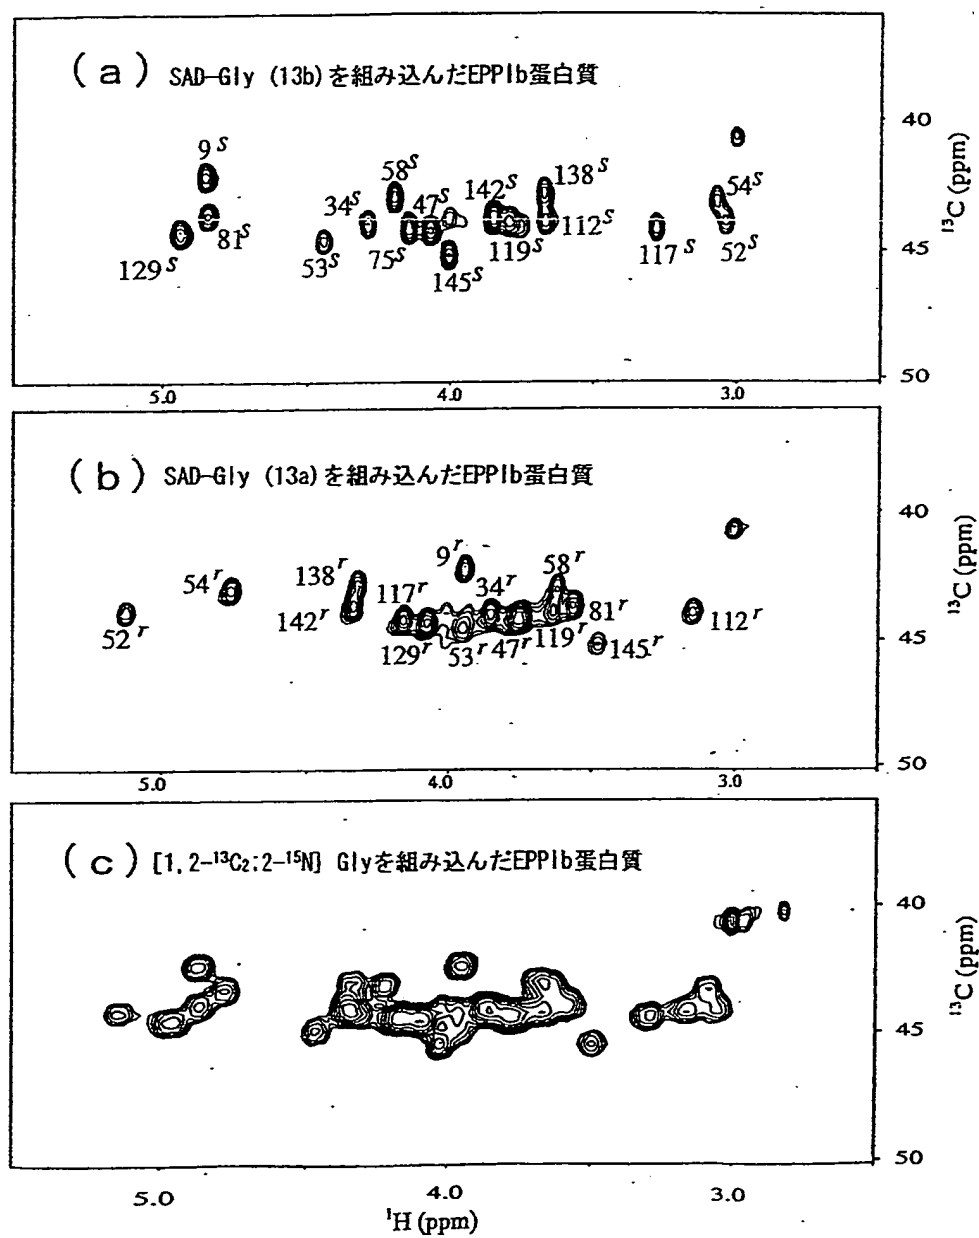 (a) SAD-Gly (13b)を組み込んだEPPIb蛋白質
40
45
50
¹³C (ppm)
9ˢ
58ˢ
138ˢ
34ˢ
47ˢ
142ˢ
54ˢ
129ˢ
81ˢ
53ˢ
75ˢ
145ˢ
119ˢ
112ˢ
117ˢ
52ˢ
5.0 4.0 3.0
(b) SAD-Gly (13a)を組み込んだEPPIb蛋白質
40
45
50
¹³C (ppm)
54ʳ
138ʳ
117ʳ
9ʳ
34ʳ
58ʳ
52ʳ
142ʳ
129ʳ
53ʳ
47ʳ
119ʳ
81ʳ
145ʳ
112ʳ
5.0 4.0 3.0
(c) [1,2-¹³C₂;2-¹⁵N] Glyを組み込んだEPPIb蛋白質
40
45
50
¹³C (ppm)
5.0 4.0 3.0
¹H (ppm)